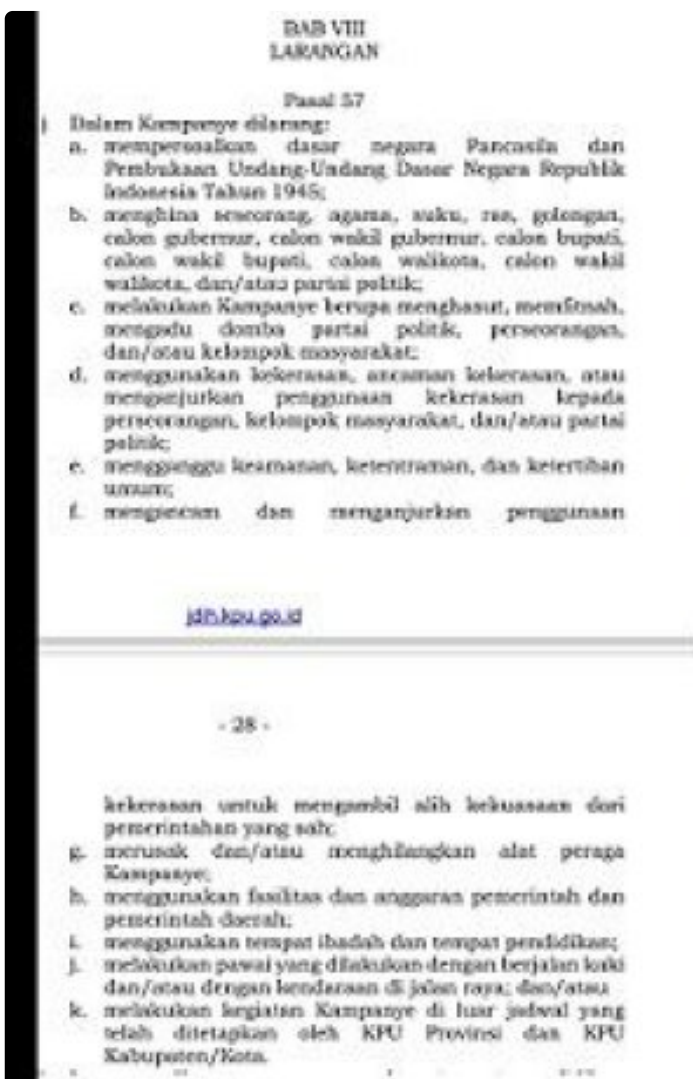 BAB VIII
LARANGAN
Pasal 57
) Dalam Kampanye dilarang:
a. mempersoalkan dasar negara Pancasila dan
Pembukaan Undang-Undang Dasar Negara Republik
Indonesia Tahun 1945;
b. menghina seseorang, agama, suku, ras, golongan,
calon gubernur, calon wakil gubernur, calon bupati,
calon wakil bupati, calon walikota, calon wakil
walikota, dan/atau partai politik;
c. melakukan Kampanye berupa menghasut, memfitnah,
mengadu domba partai politik, perseorangan,
dan/atau kelompok masyarakat;
d. menggunakan kekerasan, ancaman kekerasan, atau
menganjurkan penggunaan kekerasan kepada
perseorangan, kelompok masyarakat, dan/atau partai
politik;
e. mengganggu keamanan, ketentraman, dan ketertiban
umum;
f. mengancam dan menganjurkan penggunaan
jdih.kpu.go.id
- 28 -
kekerasan untuk mengambil alih kekuasaan dari
pemerintahan yang sah;
g. merusak dan/atau menghilangkan alat peraga
Kampanye;
h. menggunakan fasilitas dan anggaran pemerintah dan
pemerintah daerah;
i. menggunakan tempat ibadah dan tempat pendidikan;
j. melakukan pawai yang dilakukan dengan berjalan kaki
dan/atau dengan kendaraan di jalan raya; dan/atau
k. melakukan kegiatan Kampanye di luar jadwal yang
telah ditetapkan oleh KPU Provinsi dan KPU
Kabupaten/Kota.